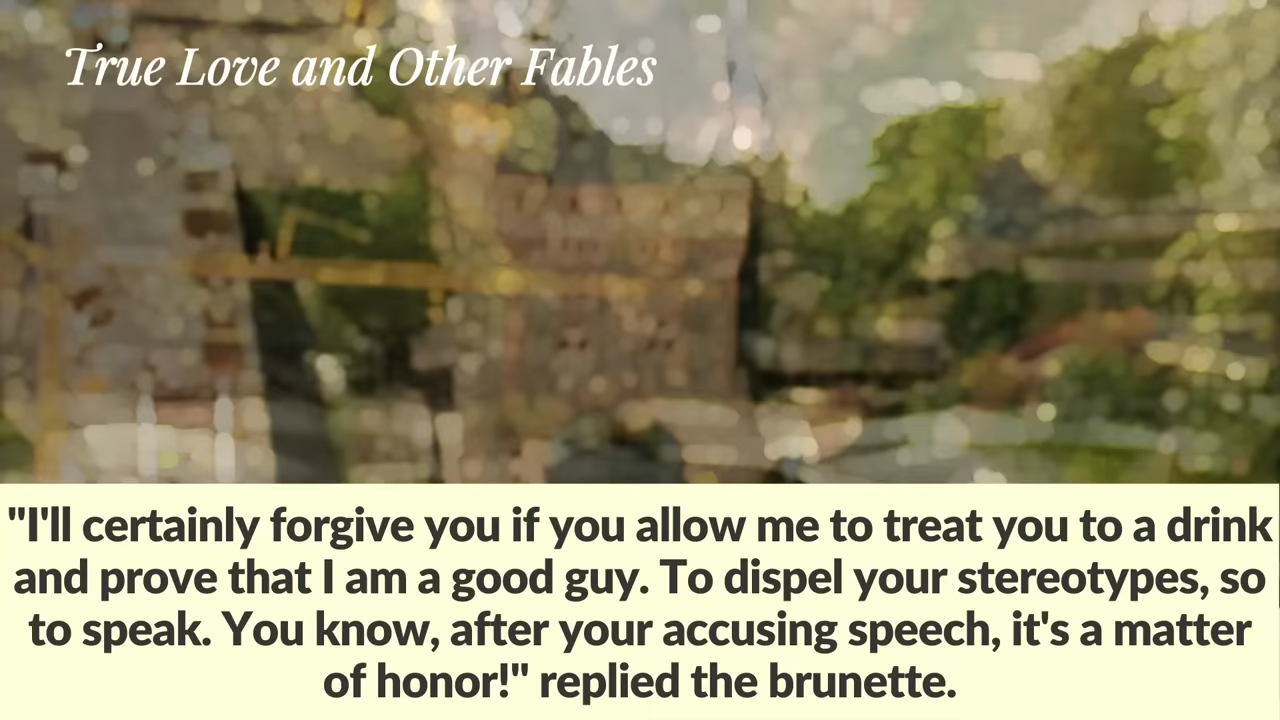 True Love and Other Fables
"I'll certainly forgive you if you allow me to treat you to a drink
and prove that I am a good guy. To dispel your stereotypes, so
to speak. You know, after your accusing speech, it's a matter
of honor!" replied the brunette.